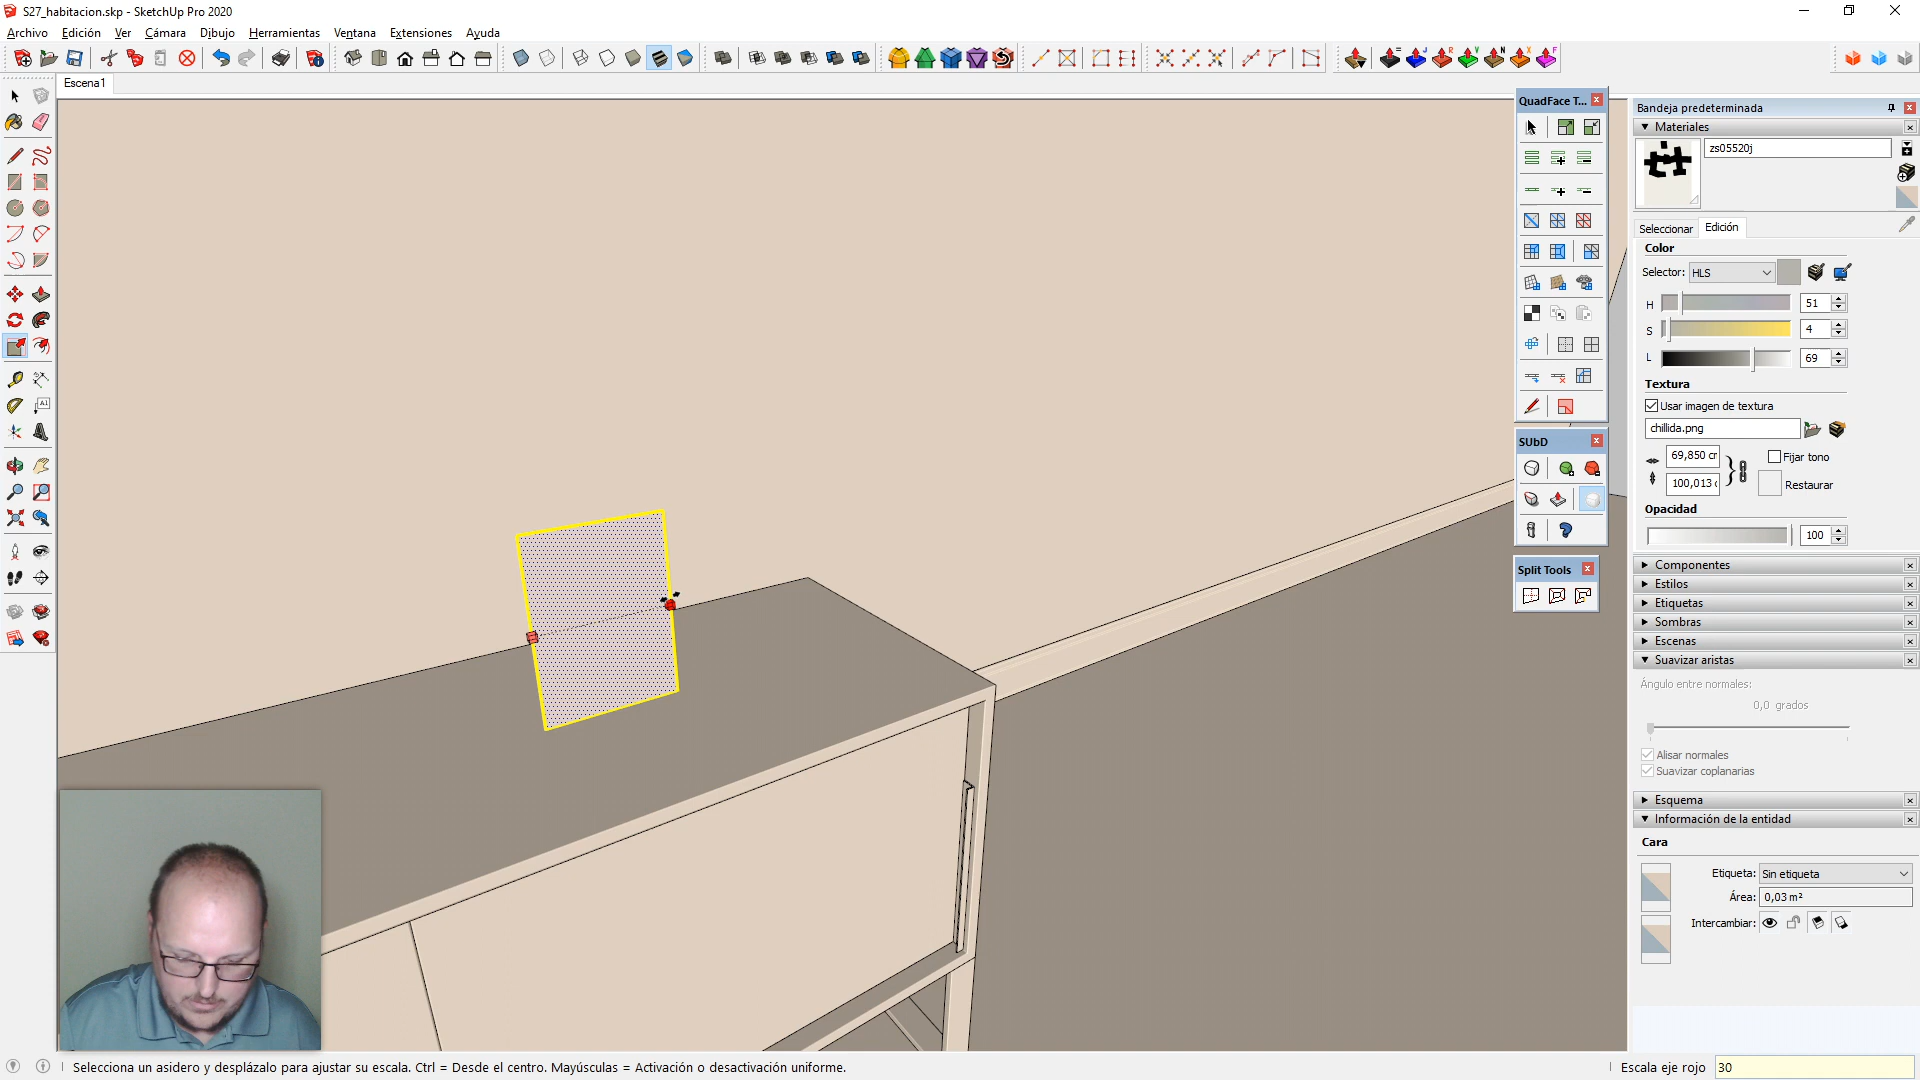 S27_habitacion.skp - SketchUp Pro 2020
Archivo Edición Ver Cámara Dibujo Herramientas Ventana Extensiones Ayuda
Escena1
QuadFace T...
SUbD
Split Tools
Bandeja predeterminada
Materiales
zs05520j
Seleccionar Edición
Color
Selector: HLS
H 51
S 4
L 69
Textura
Usar imagen de textura
chillida.png
69,850 cr
Fijar tono
100,013 (
Restaurar
Opacidad
100
Componentes
Estilos
Etiquetas
Sombras
Escenas
Suavizar aristas
Ángulo entre normales:
0,0 grados
Alisar normales
Suavizar coplanarias
Esquema
Información de la entidad
Cara
Etiqueta: Sin etiqueta
Área: 0,03 m²
Intercambiar:
Selecciona un asidero y desplázalo para ajustar su escala. Ctrl = Desde el centro. Mayúsculas = Activación o desactivación uniforme.
Escala eje rojo 30